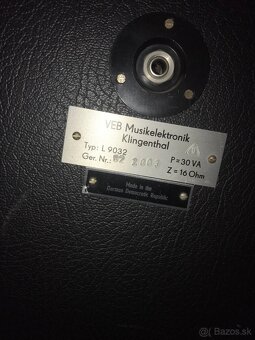 VEB Musikelektronik
Klingenthal
Typ: L 9032 P = 30 VA
Ger. Nr.: Z = 16 Ohm
Made in the
German Democratic Republic
© Bazos.sk